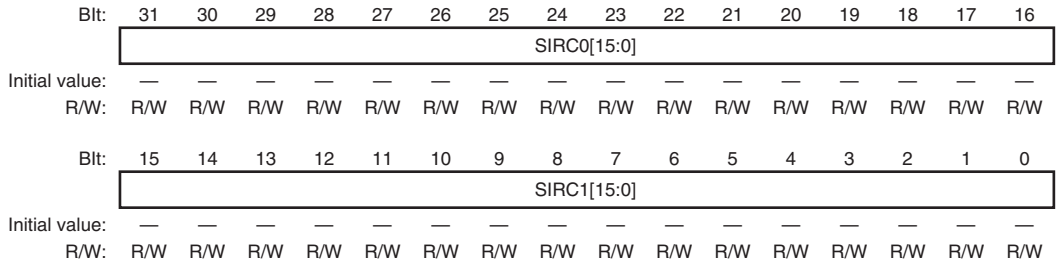 BIt: 31 30 29 28 27 26 25 24 23 22 21 20 19 18 17 16
SIRC0[15:0]
Initial value: — — — — — — — — — — — — — — — —
R/W: R/W R/W R/W R/W R/W R/W R/W R/W R/W R/W R/W R/W R/W R/W R/W R/W
BIt: 15 14 13 12 11 10 9 8 7 6 5 4 3 2 1 0
SIRC1[15:0]
Initial value: — — — — — — — — — — — — — — — —
R/W: R/W R/W R/W R/W R/W R/W R/W R/W R/W R/W R/W R/W R/W R/W R/W R/W